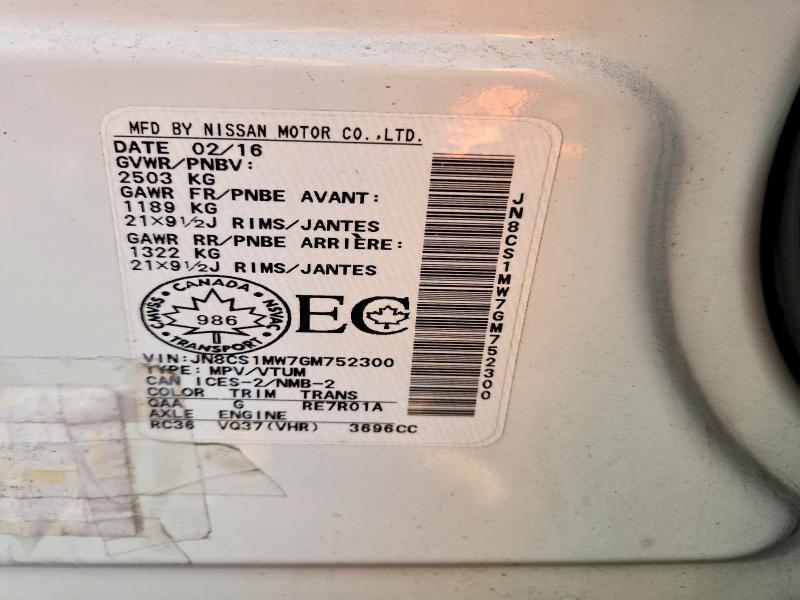 MFD BY NISSAN MOTOR CO.,LTD.
DATE 02/16
GVWR/PNBV:
2503 KG
GAWR FR/PNBE AVANT:
1189 KG
21×9½J RIMS/JANTES
GAWR RR/PNBE ARRIÈRE:
1322 KG
21×9½J RIMS/JANTES
CANADA
CMVSS 986 NSVAC
TRANSPORT
EC
VIN:JN8CS1MW7GM752300
TYPE: MPV/VTUM
CAN ICES-2/NMB-2
COLOR TRIM TRANS
QAA G RE7R01A
AXLE ENGINE
RC36 VQ37(VHR) 3696CC
JN8CS1MW7GM752300